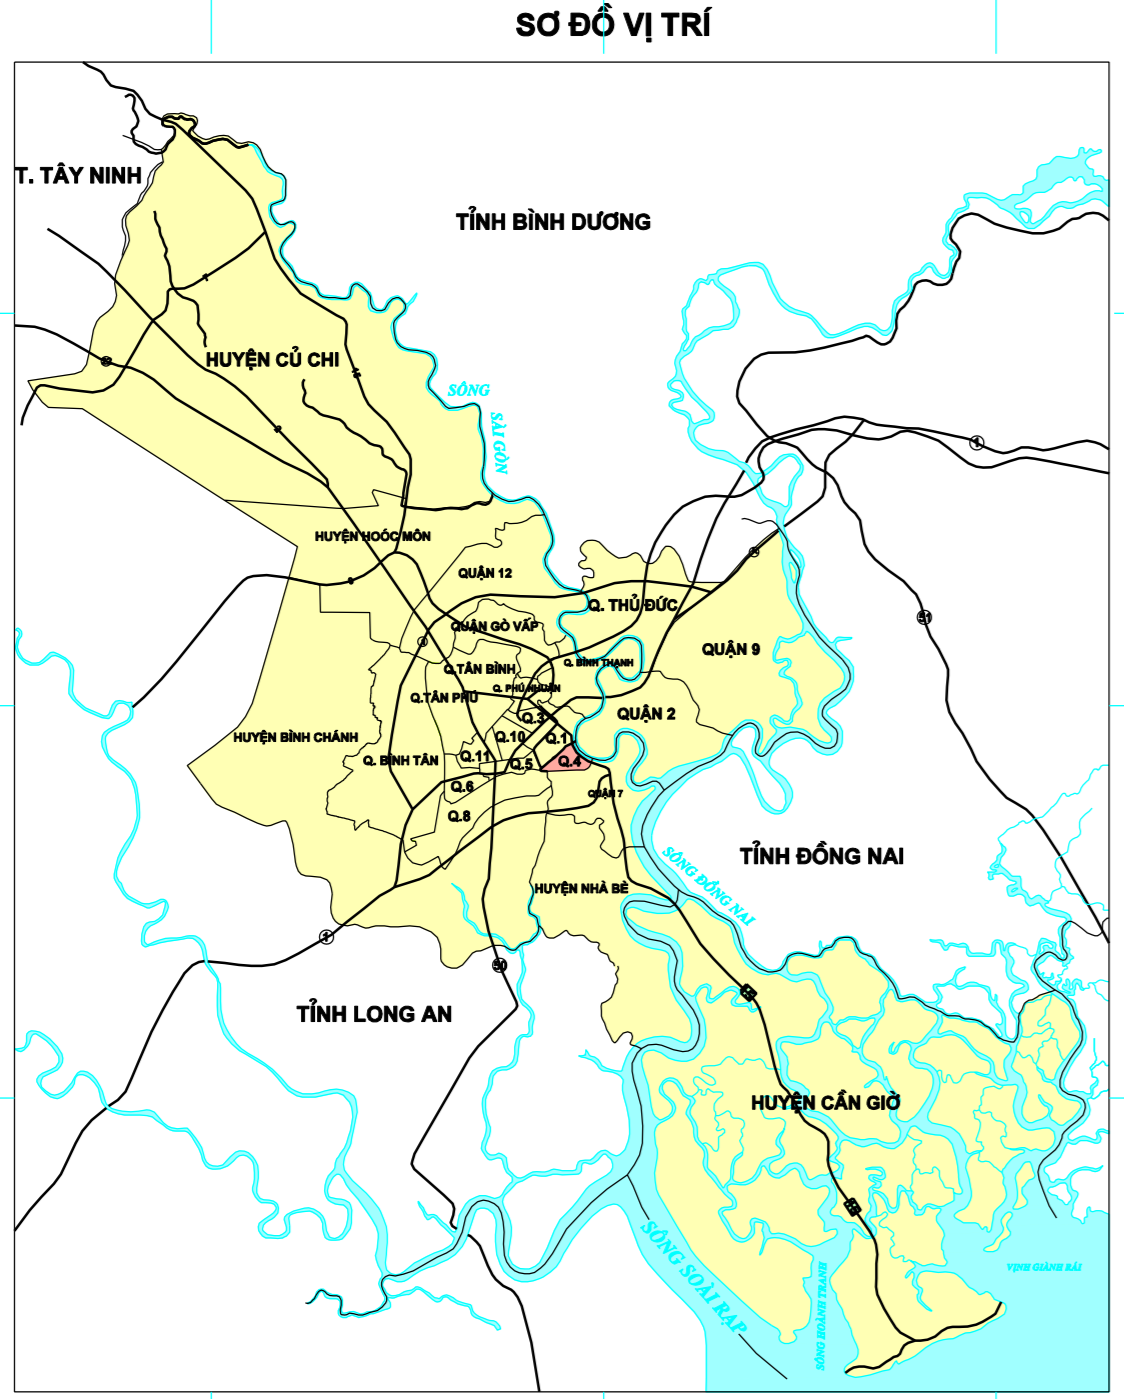 SƠ ĐỒ VỊ TRÍ
T. TÂY NINH
TỈNH BÌNH DƯƠNG
HUYỆN CỦ CHI
SÔNG
SÀI GÒN
1
HUYỆN HOÓC MÔN
QUẬN 12
Q. THỦ ĐỨC
51
QUẬN GÒ VẤP
QUẬN 9
Q. BÌNH THẠNH
Q.TÂN BÌNH
Q. PHÚ NHUẬN
Q.TÂN PHÚ
QUẬN 2
Q.3
HUYỆN BÌNH CHÁNH
Q.10
Q.1
Q. BÌNH TÂN
Q.11
Q.5
Q.4
Q.6
QUẬN 7
Q.8
TỈNH ĐỒNG NAI
SÔNG ĐỒNG NAI
HUYỆN NHÀ BÈ
1
50
TỈNH LONG AN
HUYỆN CẦN GIỜ
SÔNG SOÀI RẠP
VỊNH GIÀNH RÁI
SÔNG HOÀNH TRANH